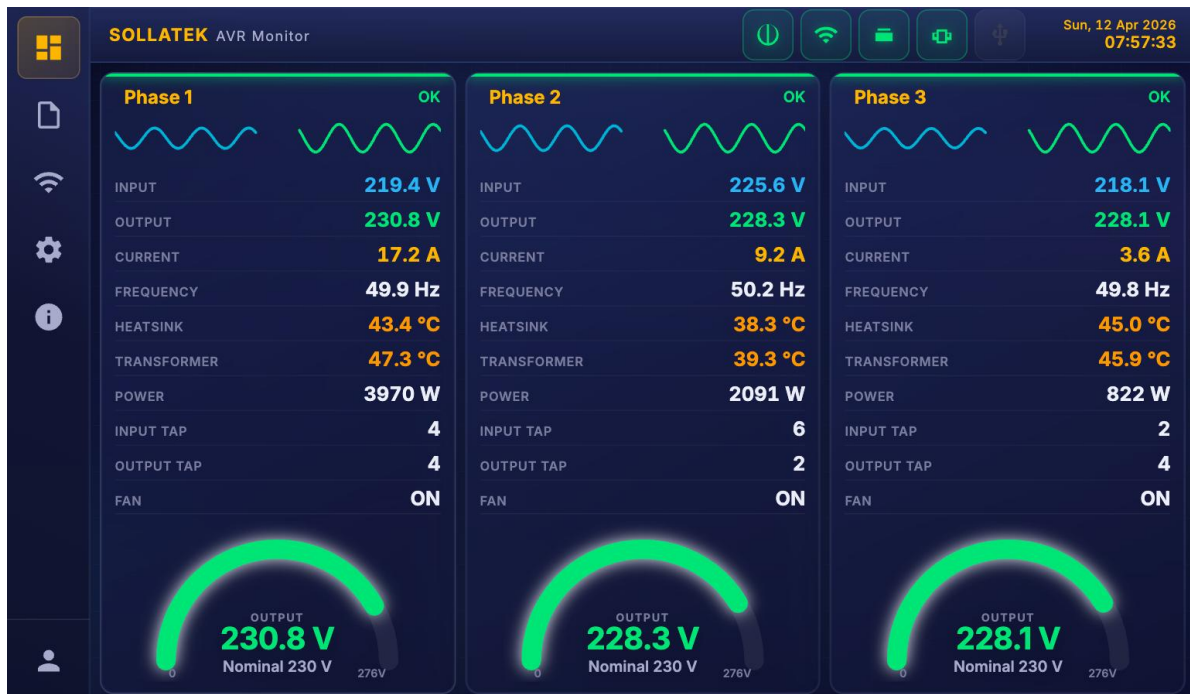 SOLLATEK AVR Monitor
Sun, 12 Apr 2026
07:57:33
Phase 1 OK
INPUT 219.4 V
OUTPUT 230.8 V
CURRENT 17.2 A
FREQUENCY 49.9 Hz
HEATSINK 43.4 °C
TRANSFORMER 47.3 °C
POWER 3970 W
INPUT TAP 4
OUTPUT TAP 4
FAN ON
OUTPUT
230.8 V
Nominal 230 V
0 276V
Phase 2 OK
INPUT 225.6 V
OUTPUT 228.3 V
CURRENT 9.2 A
FREQUENCY 50.2 Hz
HEATSINK 38.3 °C
TRANSFORMER 39.3 °C
POWER 2091 W
INPUT TAP 6
OUTPUT TAP 2
FAN ON
OUTPUT
228.3 V
Nominal 230 V
0 276V
Phase 3 OK
INPUT 218.1 V
OUTPUT 228.1 V
CURRENT 3.6 A
FREQUENCY 49.8 Hz
HEATSINK 45.0 °C
TRANSFORMER 45.9 °C
POWER 822 W
INPUT TAP 2
OUTPUT TAP 4
FAN ON
OUTPUT
228.1 V
Nominal 230 V
0 276V